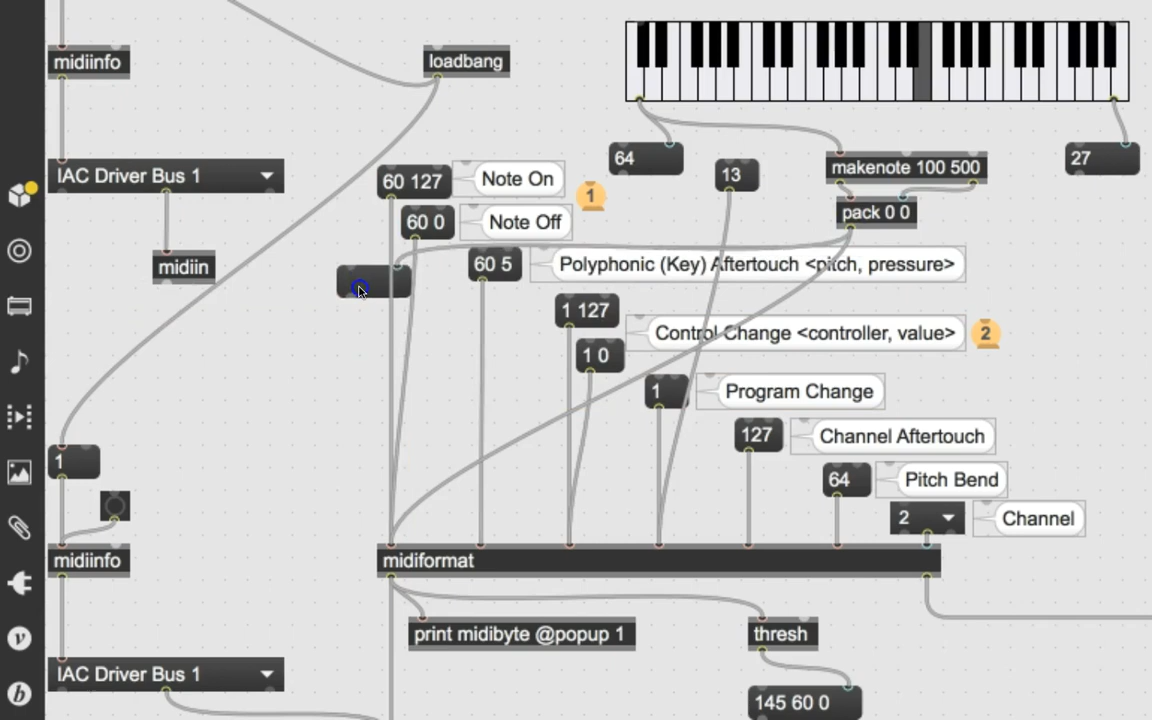 midiinfo
loadbang
IAC Driver Bus 1
midiin
60 127
Note On
1
60 0
Note Off
64
13
makenote 100 500
27
pack 0 0
60 5
Polyphonic (Key) Aftertouch <pitch, pressure>
1 127
Control Change <controller, value>
2
1 0
1
Program Change
127
Channel Aftertouch
64
Pitch Bend
2
Channel
1
midiinfo
midiformat
print midibyte @popup 1
thresh
IAC Driver Bus 1
145 60 0
v
b